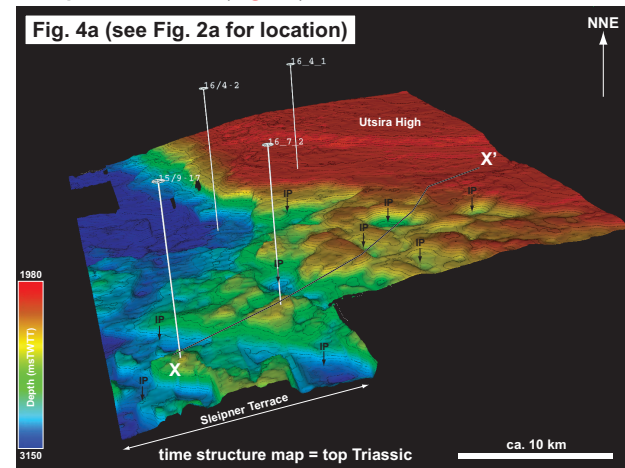 Fig. 4a (see Fig. 2a for location)
NNE
16_4_1
16/4-2
Utsira High
16_7_2
X'
15/9-17
IP
IP
IP
IP
IP
1980
Depth (msTWTT)
3150
IP
IP
IP
X
Sleipner Terrace
time structure map = top Triassic
ca. 10 km